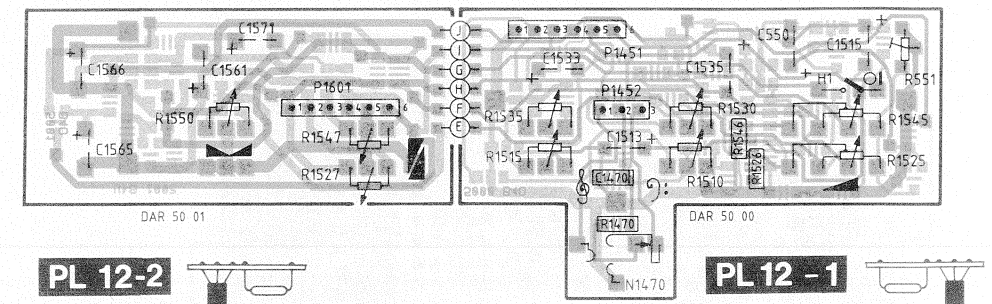 C1571
J
1 2 3 4 5 6
C550
+
I
P1451
C1533
C1535
C1515
C1566
C1561
G
H1
R551
P1601
H
P1452
R1550
1 2 3 4 5 6
F
R1535
1 2 3
R1530
R1545
R1547
E
C1513
R1546
C1565
R1515
R1526
R1525
R1527
C1470
R1510
DAR 50 01
R1470
DAR 50 00
PL 12-2
N1470
PL 12 - 1